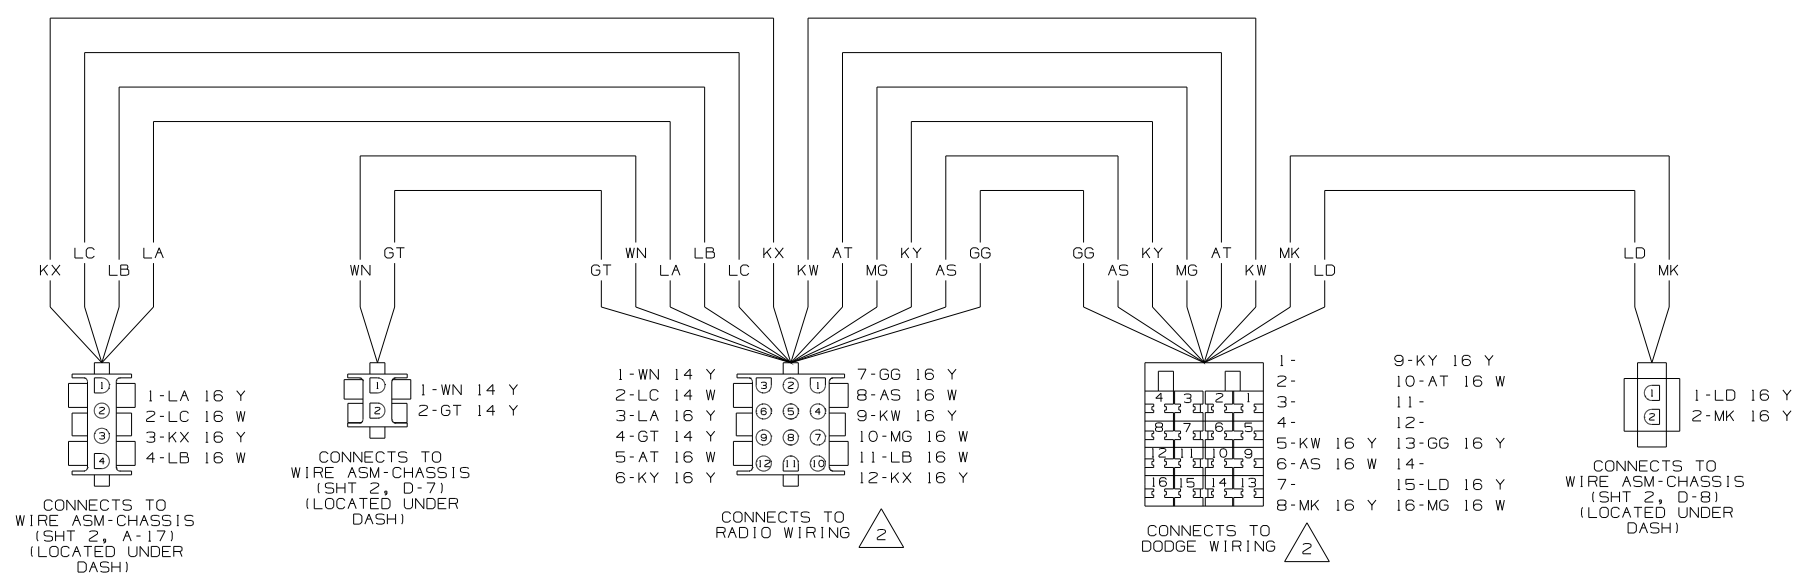 KX
LC
LB
LA
WN
GT
GT
WN
LA
LB
LC
KX
KW
AT
MG
KY
AS
GG
GG
AS
KY
MG
AT
KW
MK
LD
LD
MK
1
2
3
4
1-LA 16 Y
2-LC 16 W
3-KX 16 Y
4-LB 16 W
CONNECTS TO
WIRE ASM-CHASSIS
(SHT 2, A-17)
(LOCATED UNDER
DASH)
1
2
1-WN 14 Y
2-GT 14 Y
CONNECTS TO
WIRE ASM-CHASSIS
(SHT 2, D-7)
(LOCATED UNDER
DASH)
1-WN 14 Y
2-LC 14 W
3-LA 16 Y
4-GT 14 Y
5-AT 16 W
6-KY 16 Y
3 2 1
6 5 4
9 8 7
12 11 10
7-GG 16 Y
8-AS 16 W
9-KW 16 Y
10-MG 16 W
11-LB 16 W
12-KX 16 Y
CONNECTS TO
RADIO WIRING
2
4 3 2 1
8 7 6 5
12 11 10 9
16 15 14 13
1-
2-
3-
4-
5-KW 16 Y
6-AS 16 W
7-
8-MK 16 Y
9-KY 16 Y
10-AT 16 W
11-
12-
13-GG 16 Y
14-
15-LD 16 Y
16-MG 16 W
CONNECTS TO
DODGE WIRING
2
1
2
1-LD 16 Y
2-MK 16 Y
CONNECTS TO
WIRE ASM-CHASSIS
(SHT 2, D-8)
(LOCATED UNDER
DASH)